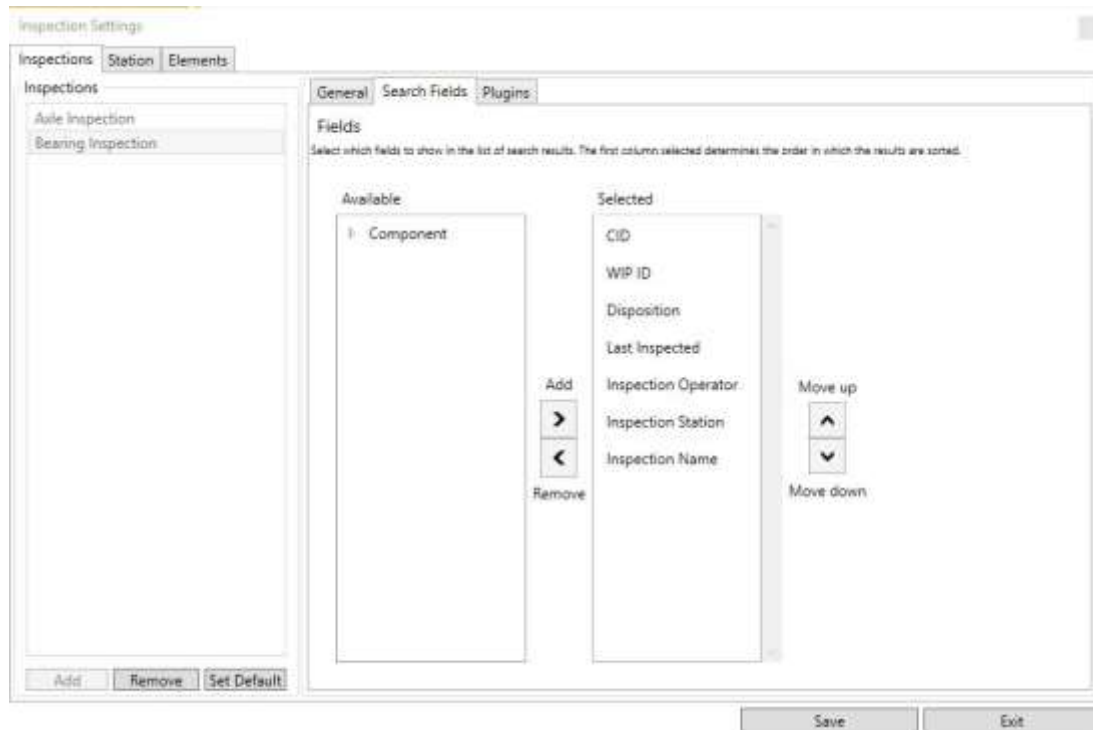 Inspection Settings
Inspections Station Elements
Inspections
Axle Inspection
Bearing Inspection
Add Remove Set Default
General Search Fields Plugins
Fields
Select which fields to show in the list of search results. The first column selected determines the order in which the results are sorted.
Available
Component
Add
Remove
Selected
CID
WIP ID
Disposition
Last Inspected
Inspection Operator
Inspection Station
Inspection Name
Move up
Move down
Save Exit